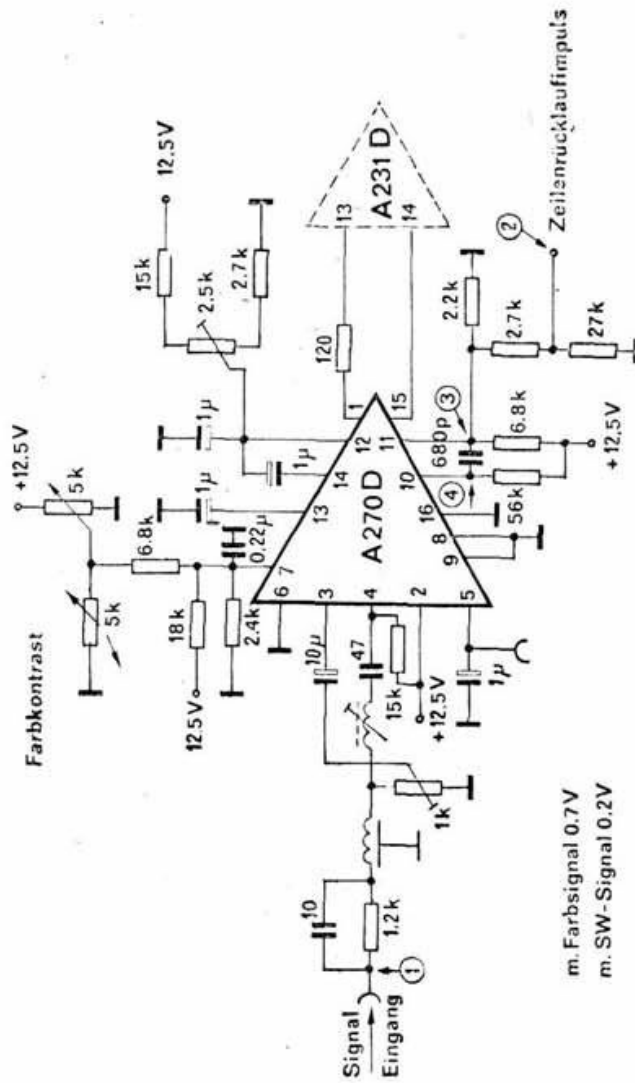 Farbkontrast
+12.5V
5k
5k
6.8k
18k
12.5V
2.4k
0.22µ
1µ
1µ
1µ
2.5k
15k
12.5V
2.7k
A270D
7
13
14
12
1
15
11
10
16
8
9
6
3
4
2
5
120
A231D
13
14
Signal
Eingang
1
10
1.2k
1k
10µ
47
15k
+12.5V
1µ
680p
3
4
56k
6.8k
+12.5V
2.2k
2.7k
27k
2
Zeilenrücklaufimpuls
m. Farbsignal 0.7V
m. SW-Signal 0.2V